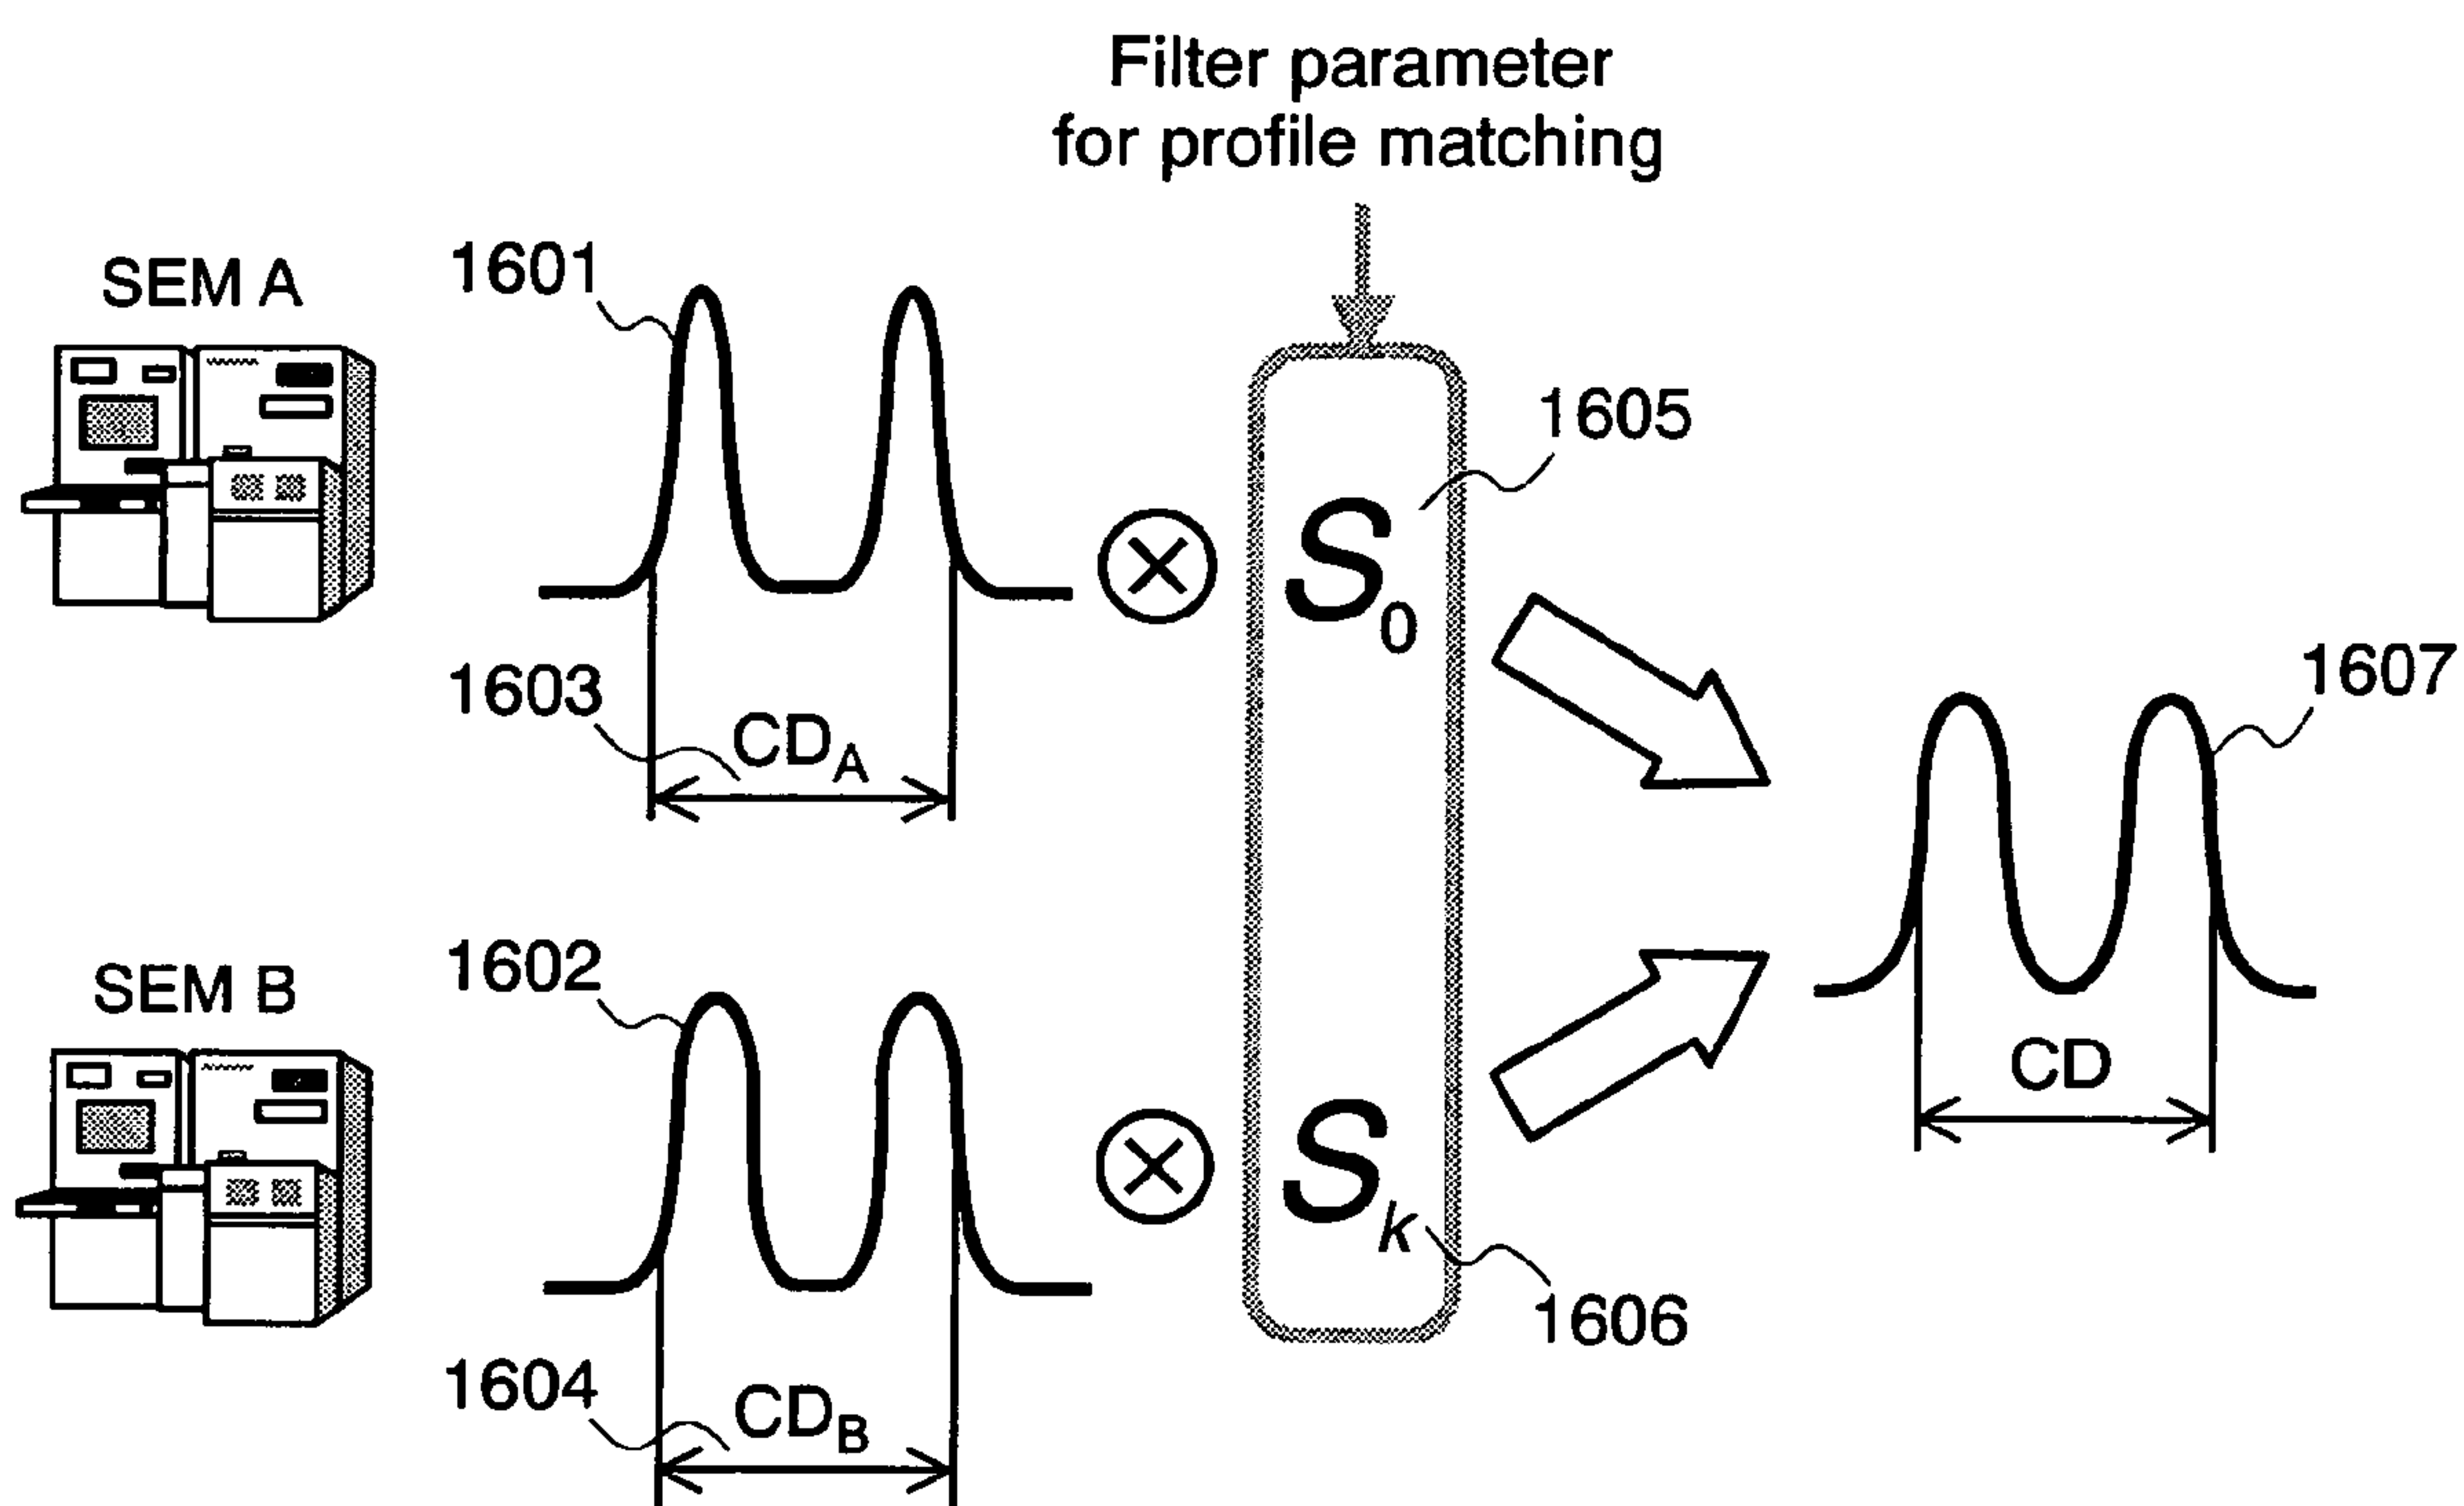 Filter parameter
for profile matching
SEM A
1601
1605
S0
1603
CDA
1607
SEM B
1602
CD
Sk
1606
1604
CDB